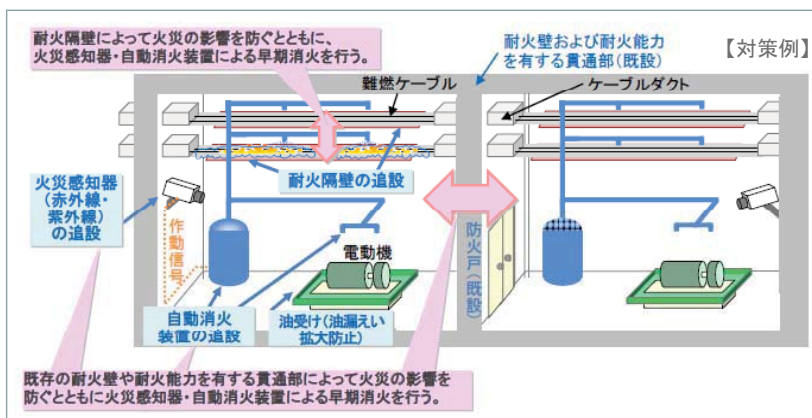 耐火隔壁によって火災の影響を防ぐとともに、
火災感知器・自動消火装置による早期消火を行う。
耐火壁および耐火能力
を有する貫通部(既設)
【対策例】
難燃ケーブル
ケーブルダクト
耐火隔壁の追設
火災感知器
(赤外線・
紫外線)
の追設
作動信号
電動機
防火戸(既設)
自動消火
装置の追設
油受け(油漏えい
拡大防止)
既存の耐火壁や耐火能力を有する貫通部によって火災の影響を
防ぐとともに火災感知器・自動消火装置による早期消火を行う。